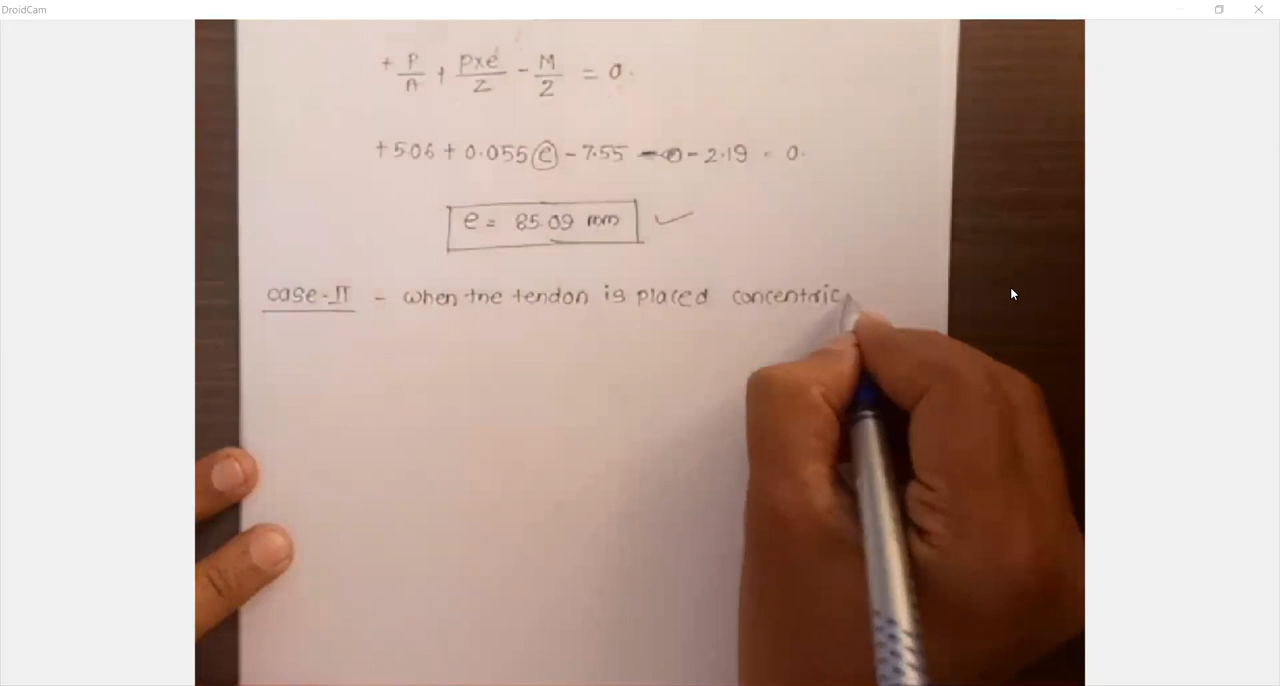 DroidCam
+ P/A + P×e/Z - M/Z = 0.
+5.06 + 0.055 e - 7.55 - 2.19 = 0.
e = 85.09 mm
case-II - when the tendon is placed concentric